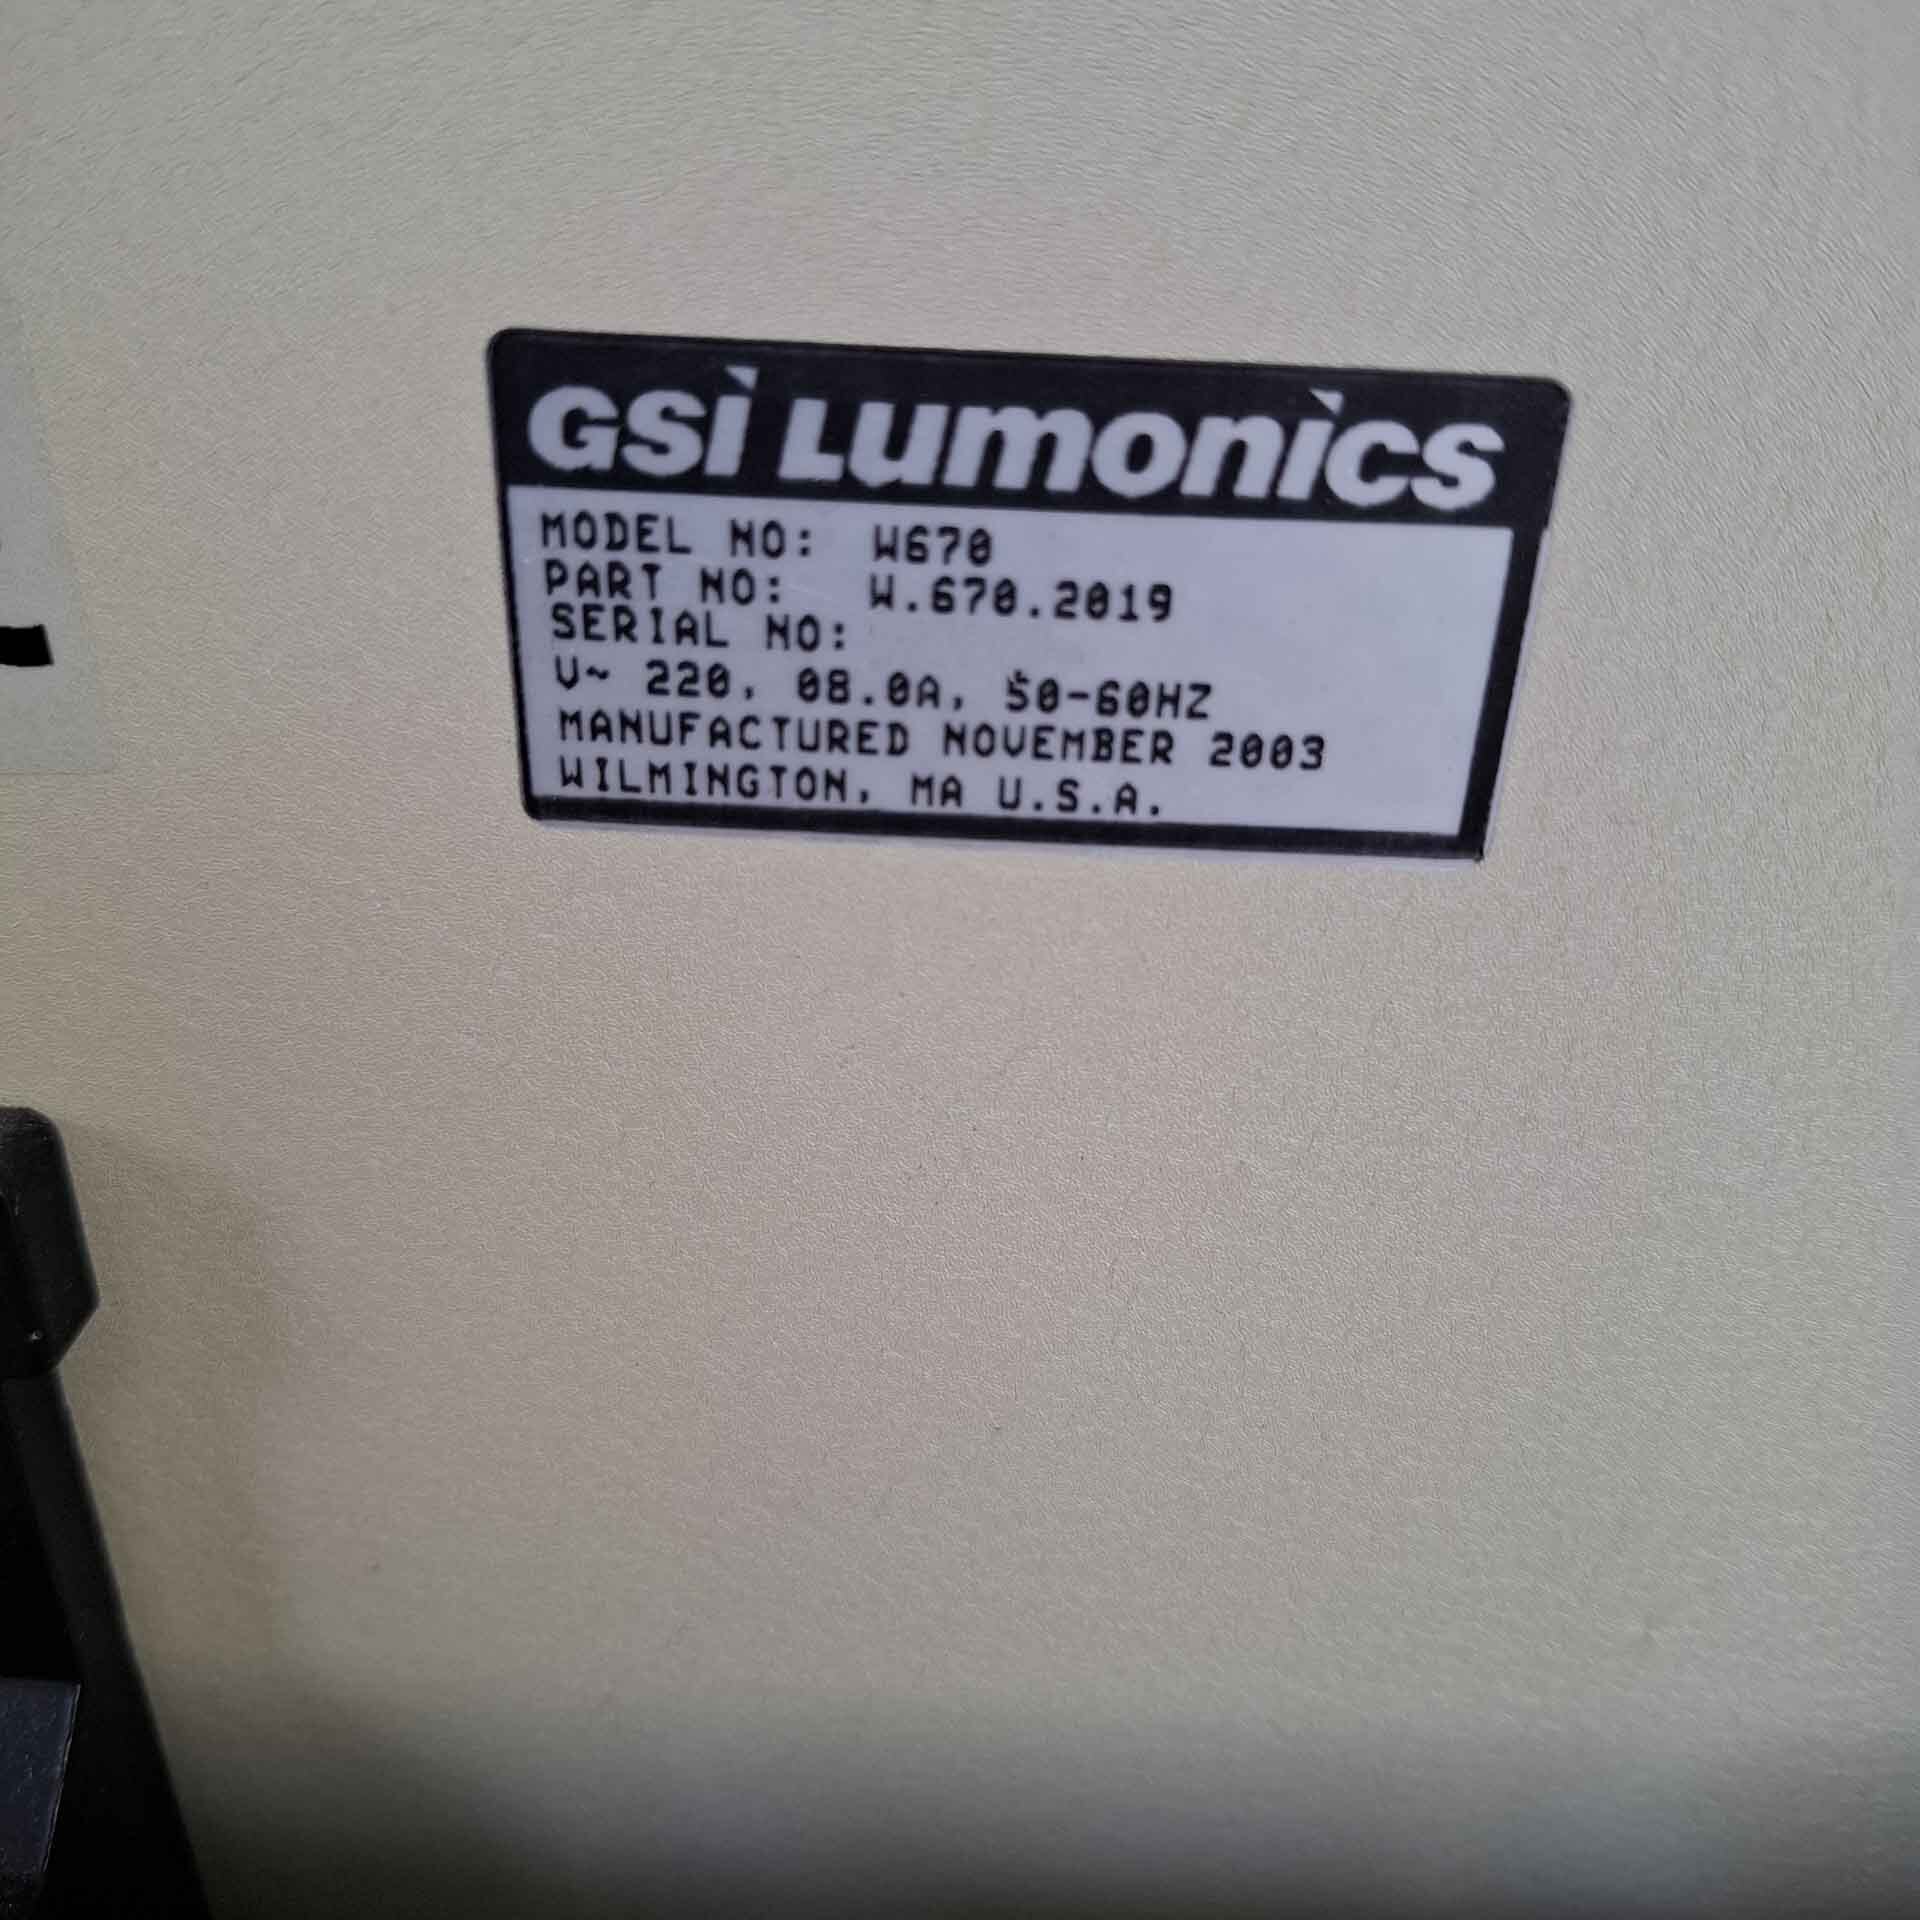 GSI LUMONICS
MODEL NO: W670
PART NO: W.670.2019
SERIAL NO:
V~ 220, 08.0A, 50-60HZ
MANUFACTURED NOVEMBER 2003
WILMINGTON, MA U.S.A.